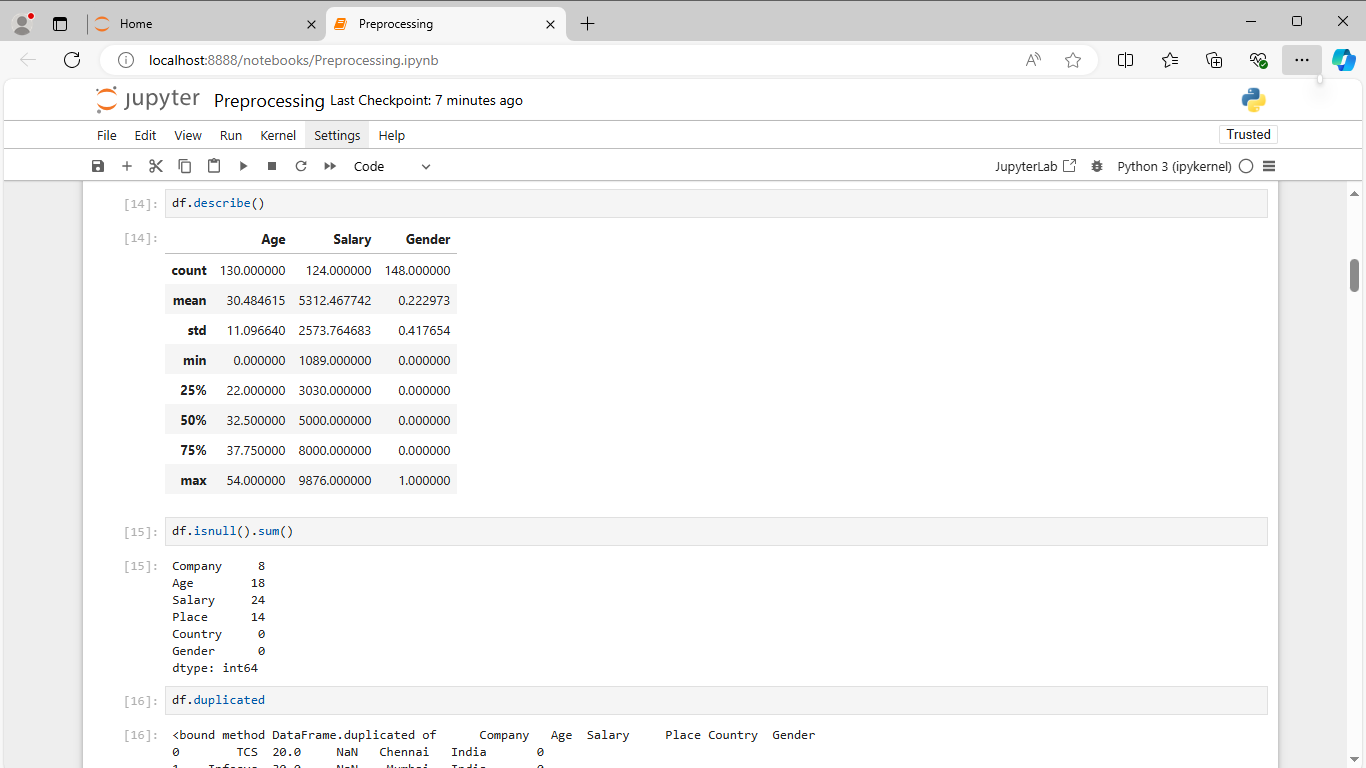 Home
Preprocessing
localhost:8888/notebooks/Preprocessing.ipynb
jupyter Preprocessing Last Checkpoint: 7 minutes ago
File Edit View Run Kernel Settings Help
Trusted
Code
JupyterLab
Python 3 (ipykernel)
[14]: df.describe()
[14]: Age Salary Gender
count 130.000000 124.000000 148.000000
mean 30.484615 5312.467742 0.222973
std 11.096640 2573.764683 0.417654
min 0.000000 1089.000000 0.000000
25% 22.000000 3030.000000 0.000000
50% 32.500000 5000.000000 0.000000
75% 37.750000 8000.000000 0.000000
max 54.000000 9876.000000 1.000000
[15]: df.isnull().sum()
[15]: Company 8
Age 18
Salary 24
Place 14
Country 0
Gender 0
dtype: int64
[16]: df.duplicated
[16]: <bound method DataFrame.duplicated of Company Age Salary Place Country Gender
0 TCS 20.0 NaN Chennai India 0